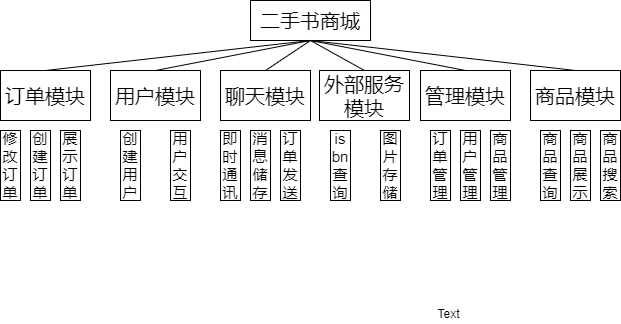 二手书商城
订单模块
用户模块
聊天模块
外部服务
模块
管理模块
商品模块
修改订单
创建订单
展示订单
创建用户
用户交互
即时通讯
消息储存
订单发送
is
bn
查
询
图片存储
订单管理
用户管理
商品管理
商品查询
商品展示
商品搜索
Text